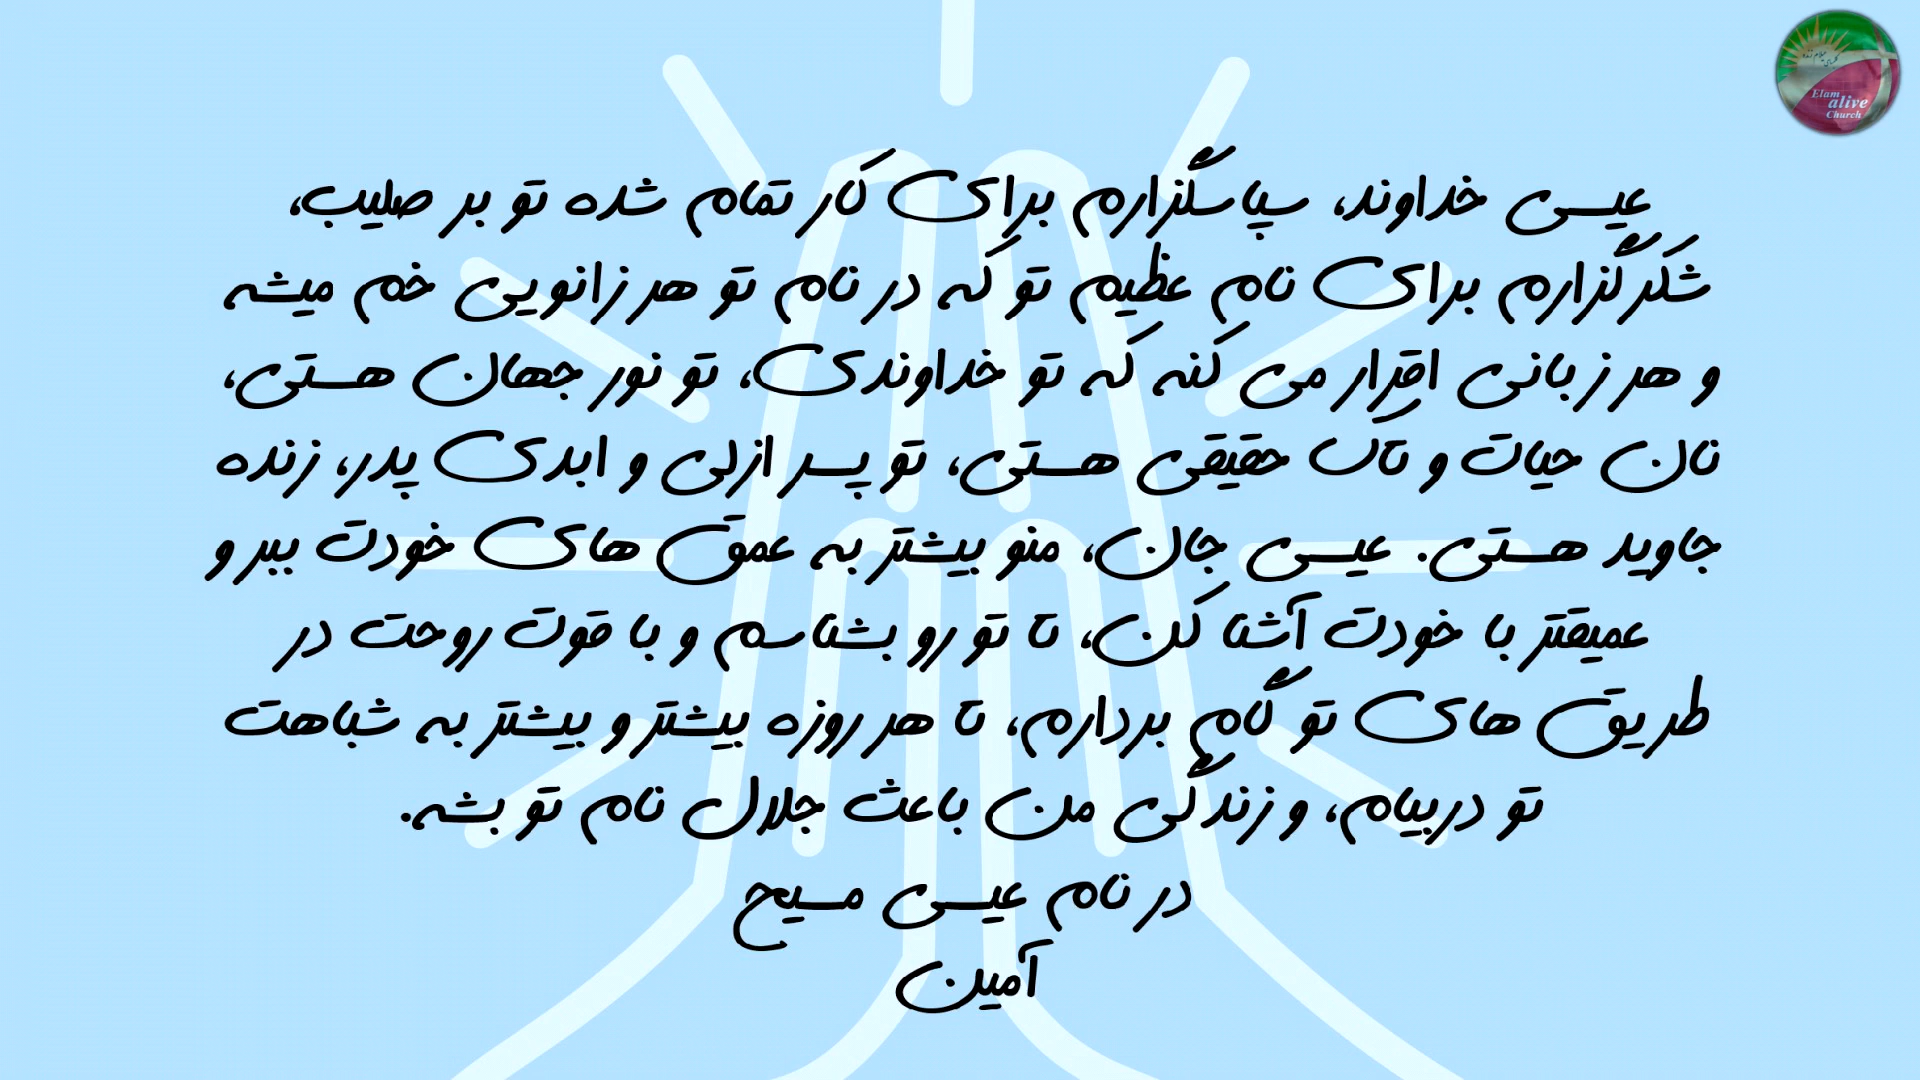 Elam
alive
Church
عیسی خداوند، سپاسگزارم برای کار تمام شده تو بر صلیب،
شکرگزارم برای نام عظیم تو که در نام تو هر زانویی خم میشه
و هر زبانی اقرار می کنه که تو خداوندی، تو نور جهان هستی،
نان حیات و تاک حقیقی هستی، تو پسر ازلی و ابدی پدر، زنده
جاوید هستی. عیسی جان، منو بیشتر به عمق های خودت ببر و
عمیقتر با خودت آشنا کن، تا تو رو بشناسم و با قوت روحت در
طریق های تو گام بردارم، تا هر روزه بیشتر و بیشتر به شباهت
تو دربیام، و زندگی من باعث جلال نام تو بشه.
در نام عیسی مسیح
آمین